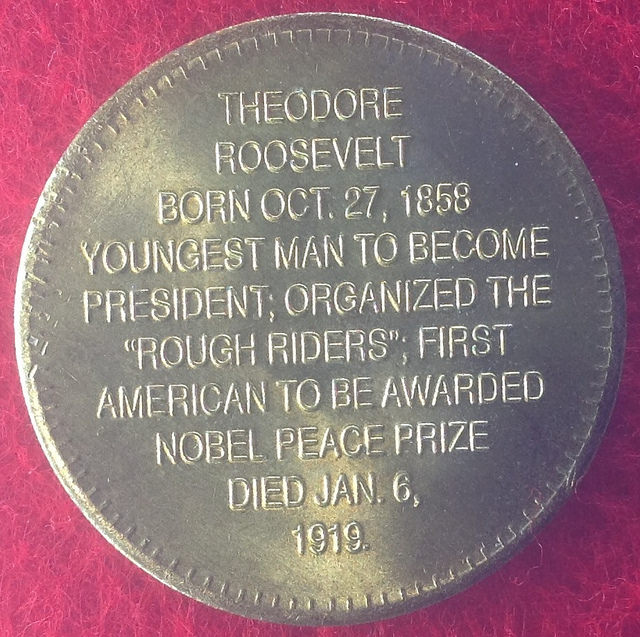 THEODORE
ROOSEVELT
BORN OCT. 27, 1858
YOUNGEST MAN TO BECOME
PRESIDENT; ORGANIZED THE
"ROUGH RIDERS"; FIRST
AMERICAN TO BE AWARDED
NOBEL PEACE PRIZE
DIED JAN. 6,
1919.